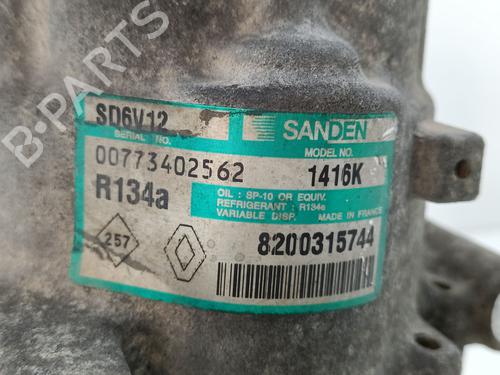 B-PARTS
SD6V12
SERIAL NO.
SANDEN
MODEL NO.
00773402562
1416K
R134a
OIL : SP-10 OR EQUIV.
REFRIGERANT : R134a
VARIABLE DISP. MADE IN FRANCE
257
8200315744